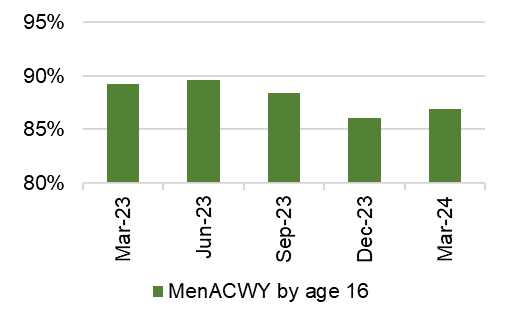 95%
90%
85%
80%
Mar-23
Jun-23
Sep-23
Dec-23
Mar-24
MenACWY by age 16